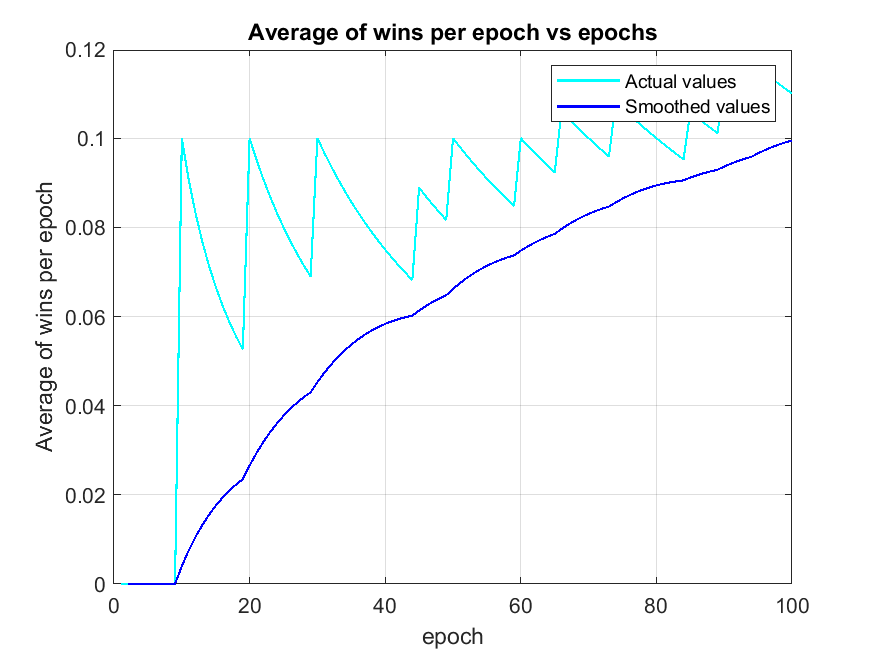 Average of wins per epoch vs epochs
Average of wins per epoch
0.12
0.1
0.08
0.06
0.04
0.02
0
0 20 40 60 80 100
epoch
Actual values
Smoothed values